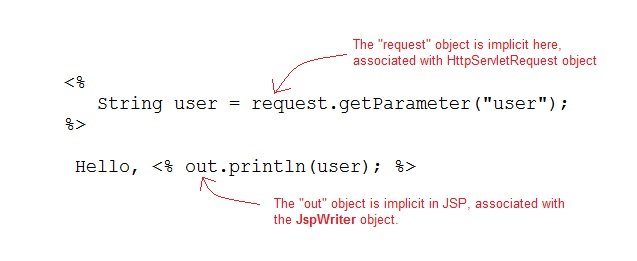 The "request" object is implicit here,
associated with HttpServletRequest object
<%
String user = request.getParameter("user");
%>
Hello, <% out.println(user); %>
The "out" object is implicit in JSP, associated with
the JspWriter object.